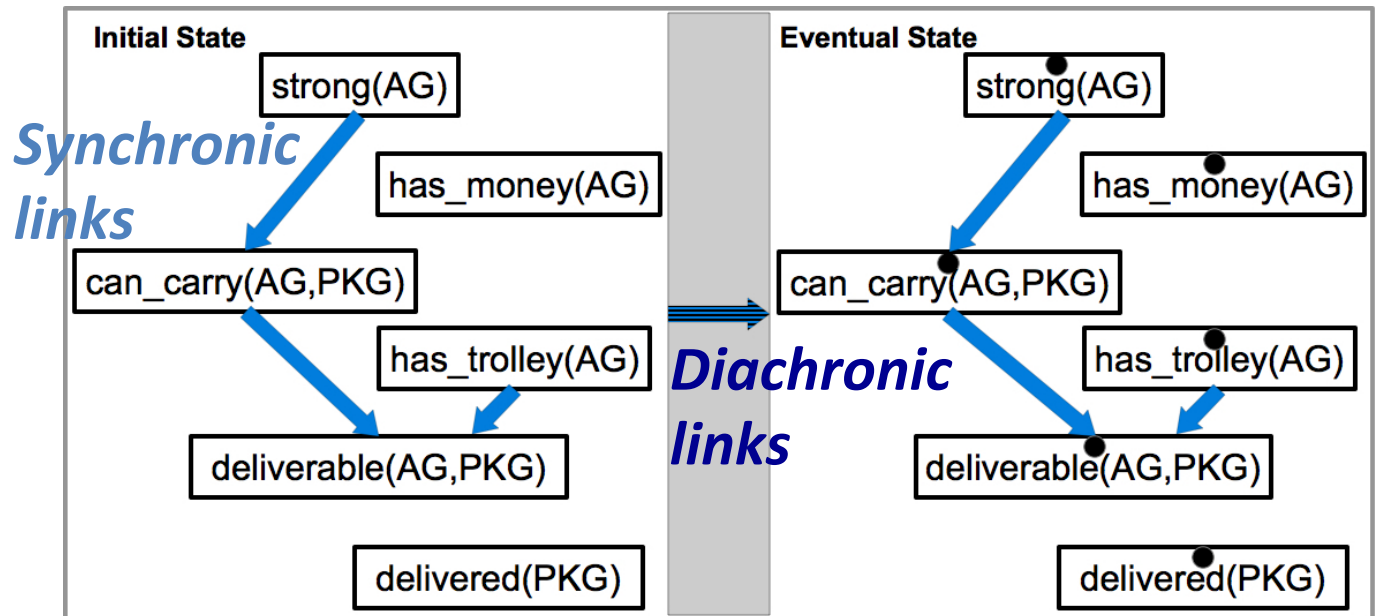 Initial State
strong(AG)
Synchronic
links
has_money(AG)
can_carry(AG,PKG)
has_trolley(AG)
deliverable(AG,PKG)
delivered(PKG)
Diachronic
links
Eventual State
strong(AG)
has_money(AG)
can_carry(AG,PKG)
has_trolley(AG)
deliverable(AG,PKG)
delivered(PKG)